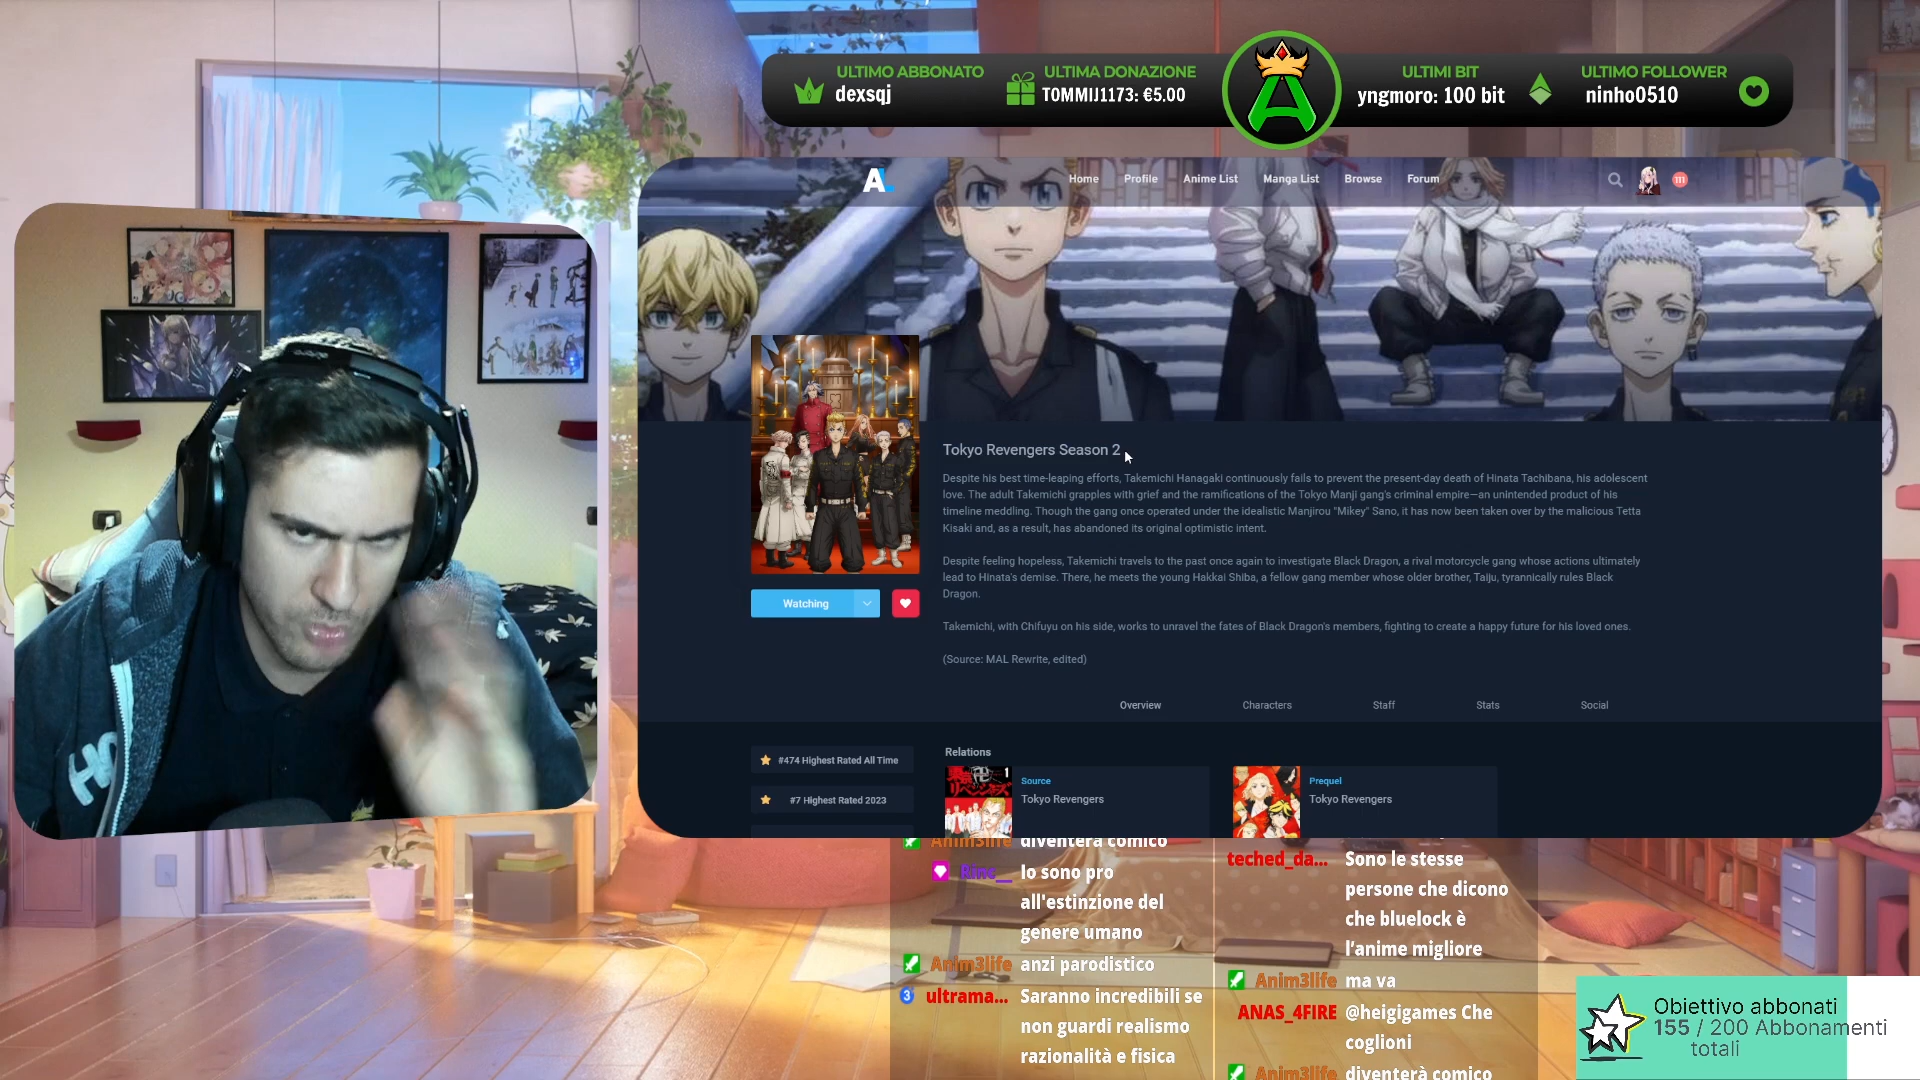 ULTIMO ABBONATO
dexsqj
ULTIMA DONAZIONE
TOMMIJ1173: €5.00
ULTIMI BIT
yngmoro: 100 bit
ULTIMO FOLLOWER
ninho0510
Home
Profile
Anime List
Manga List
Browse
Forum
Tokyo Revengers Season 2
Despite his best time-leaping efforts, Takemichi Hanagaki continuously fails to prevent the present-day death of Hinata Tachibana, his adolescent
love. The adult Takemichi grapples with grief and the ramifications of the Tokyo Manji gang's criminal empire—an unintended product of his
timeline meddling. Though the gang once operated under the idealistic Manjirou "Mikey" Sano, it has now been taken over by the malicious Tetta
Kisaki and, as a result, has abandoned its original optimistic intent.
Despite feeling hopeless, Takemichi travels to the past once again to investigate Black Dragon, a rival motorcycle gang whose actions ultimately
lead to Hinata's demise. There, he meets the young Hakkai Shiba, a fellow gang member whose older brother, Taiju, tyrannically rules Black
Dragon.
Takemichi, with Chifuyu on his side, works to unravel the fates of Black Dragon's members, fighting to create a happy future for his loved ones.
(Source: MAL Rewrite, edited)
Watching
Overview
Characters
Staff
Stats
Social
#474 Highest Rated All Time
#7 Highest Rated 2023
Relations
Source
Tokyo Revengers
Prequel
Tokyo Revengers
Anim3life diventerà comico
Rinc__ Io sono pro
all'estinzione del
genere umano
Anim3life anzi parodistico
3 ultrama... Saranno incredibili se
non guardi realismo
razionalità e fisica
teched_da... Sono le stesse
persone che dicono
che bluelock è
l'anime migliore
Anim3life ma va
ANAS_4FIRE @heigigames Che
coglioni
Anim3life diventerà comico
Obiettivo abbonati
155 / 200 Abbonamenti
totali